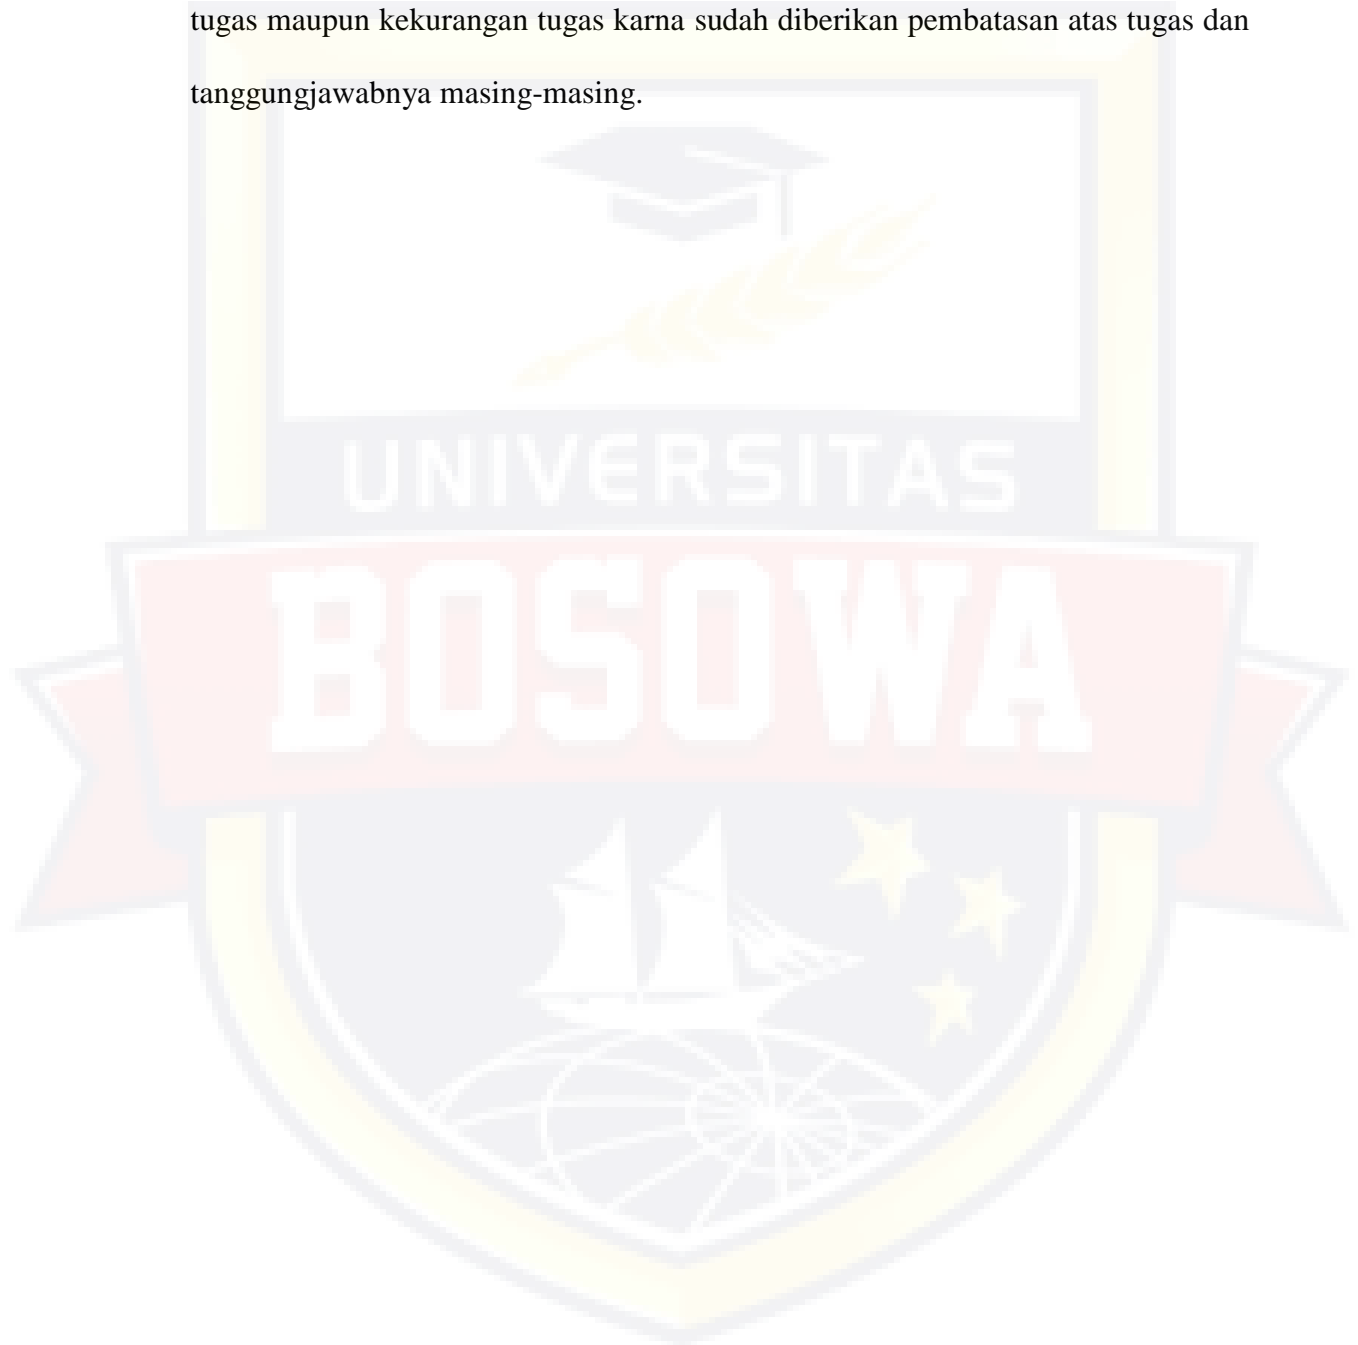 tugas maupun kekurangan tugas karna sudah diberikan pembatasan atas tugas dan
tanggungjawabnya masing-masing.
UNIVERSITAS
BOSOWA